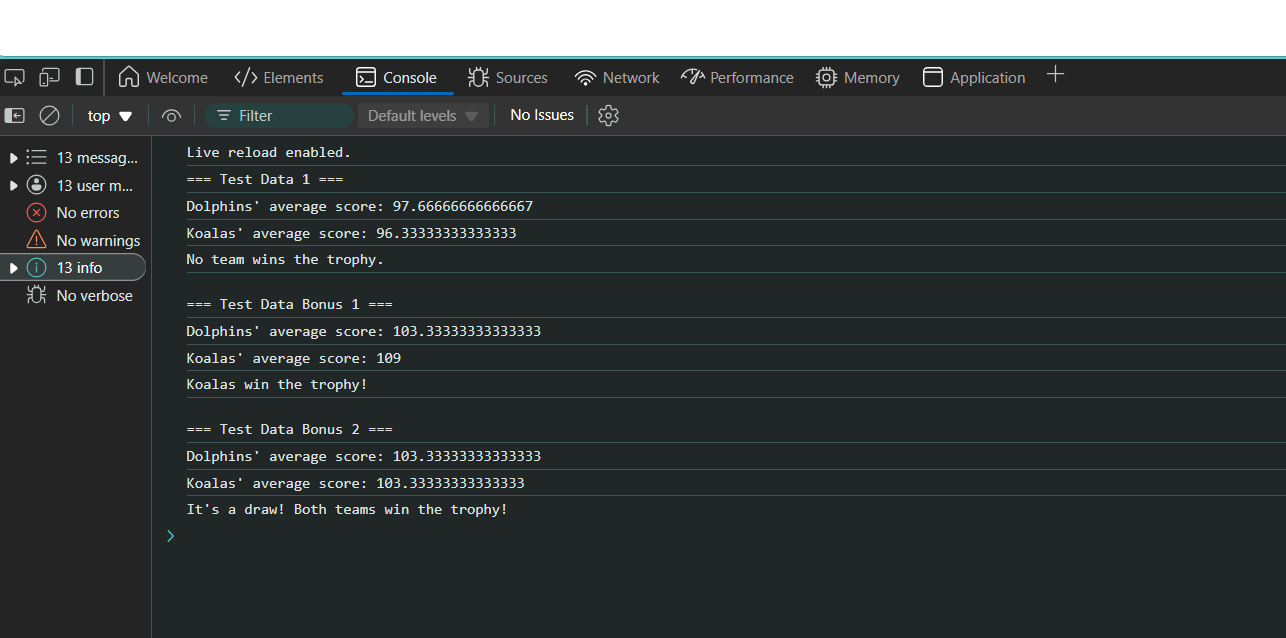 Welcome Elements Console Sources Network Performance Memory Application
top Filter Default levels No Issues
13 messag...
13 user m...
No errors
No warnings
13 info
No verbose
Live reload enabled.
=== Test Data 1 ===
Dolphins' average score: 97.66666666666667
Koalas' average score: 96.33333333333333
No team wins the trophy.
=== Test Data Bonus 1 ===
Dolphins' average score: 103.33333333333333
Koalas' average score: 109
Koalas win the trophy!
=== Test Data Bonus 2 ===
Dolphins' average score: 103.33333333333333
Koalas' average score: 103.33333333333333
It's a draw! Both teams win the trophy!